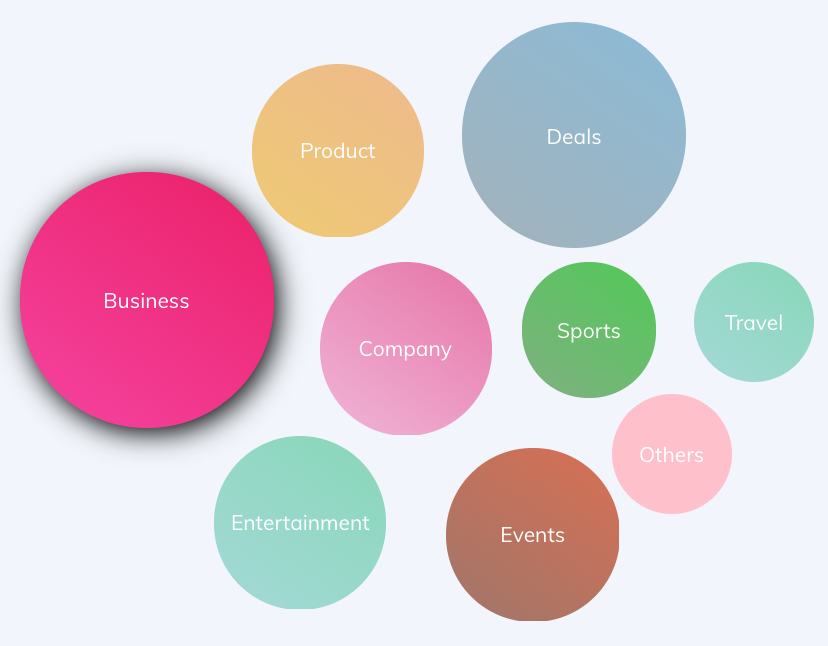 Deals
Product
Business
Travel
Sports
Company
Others
Entertainment
Events